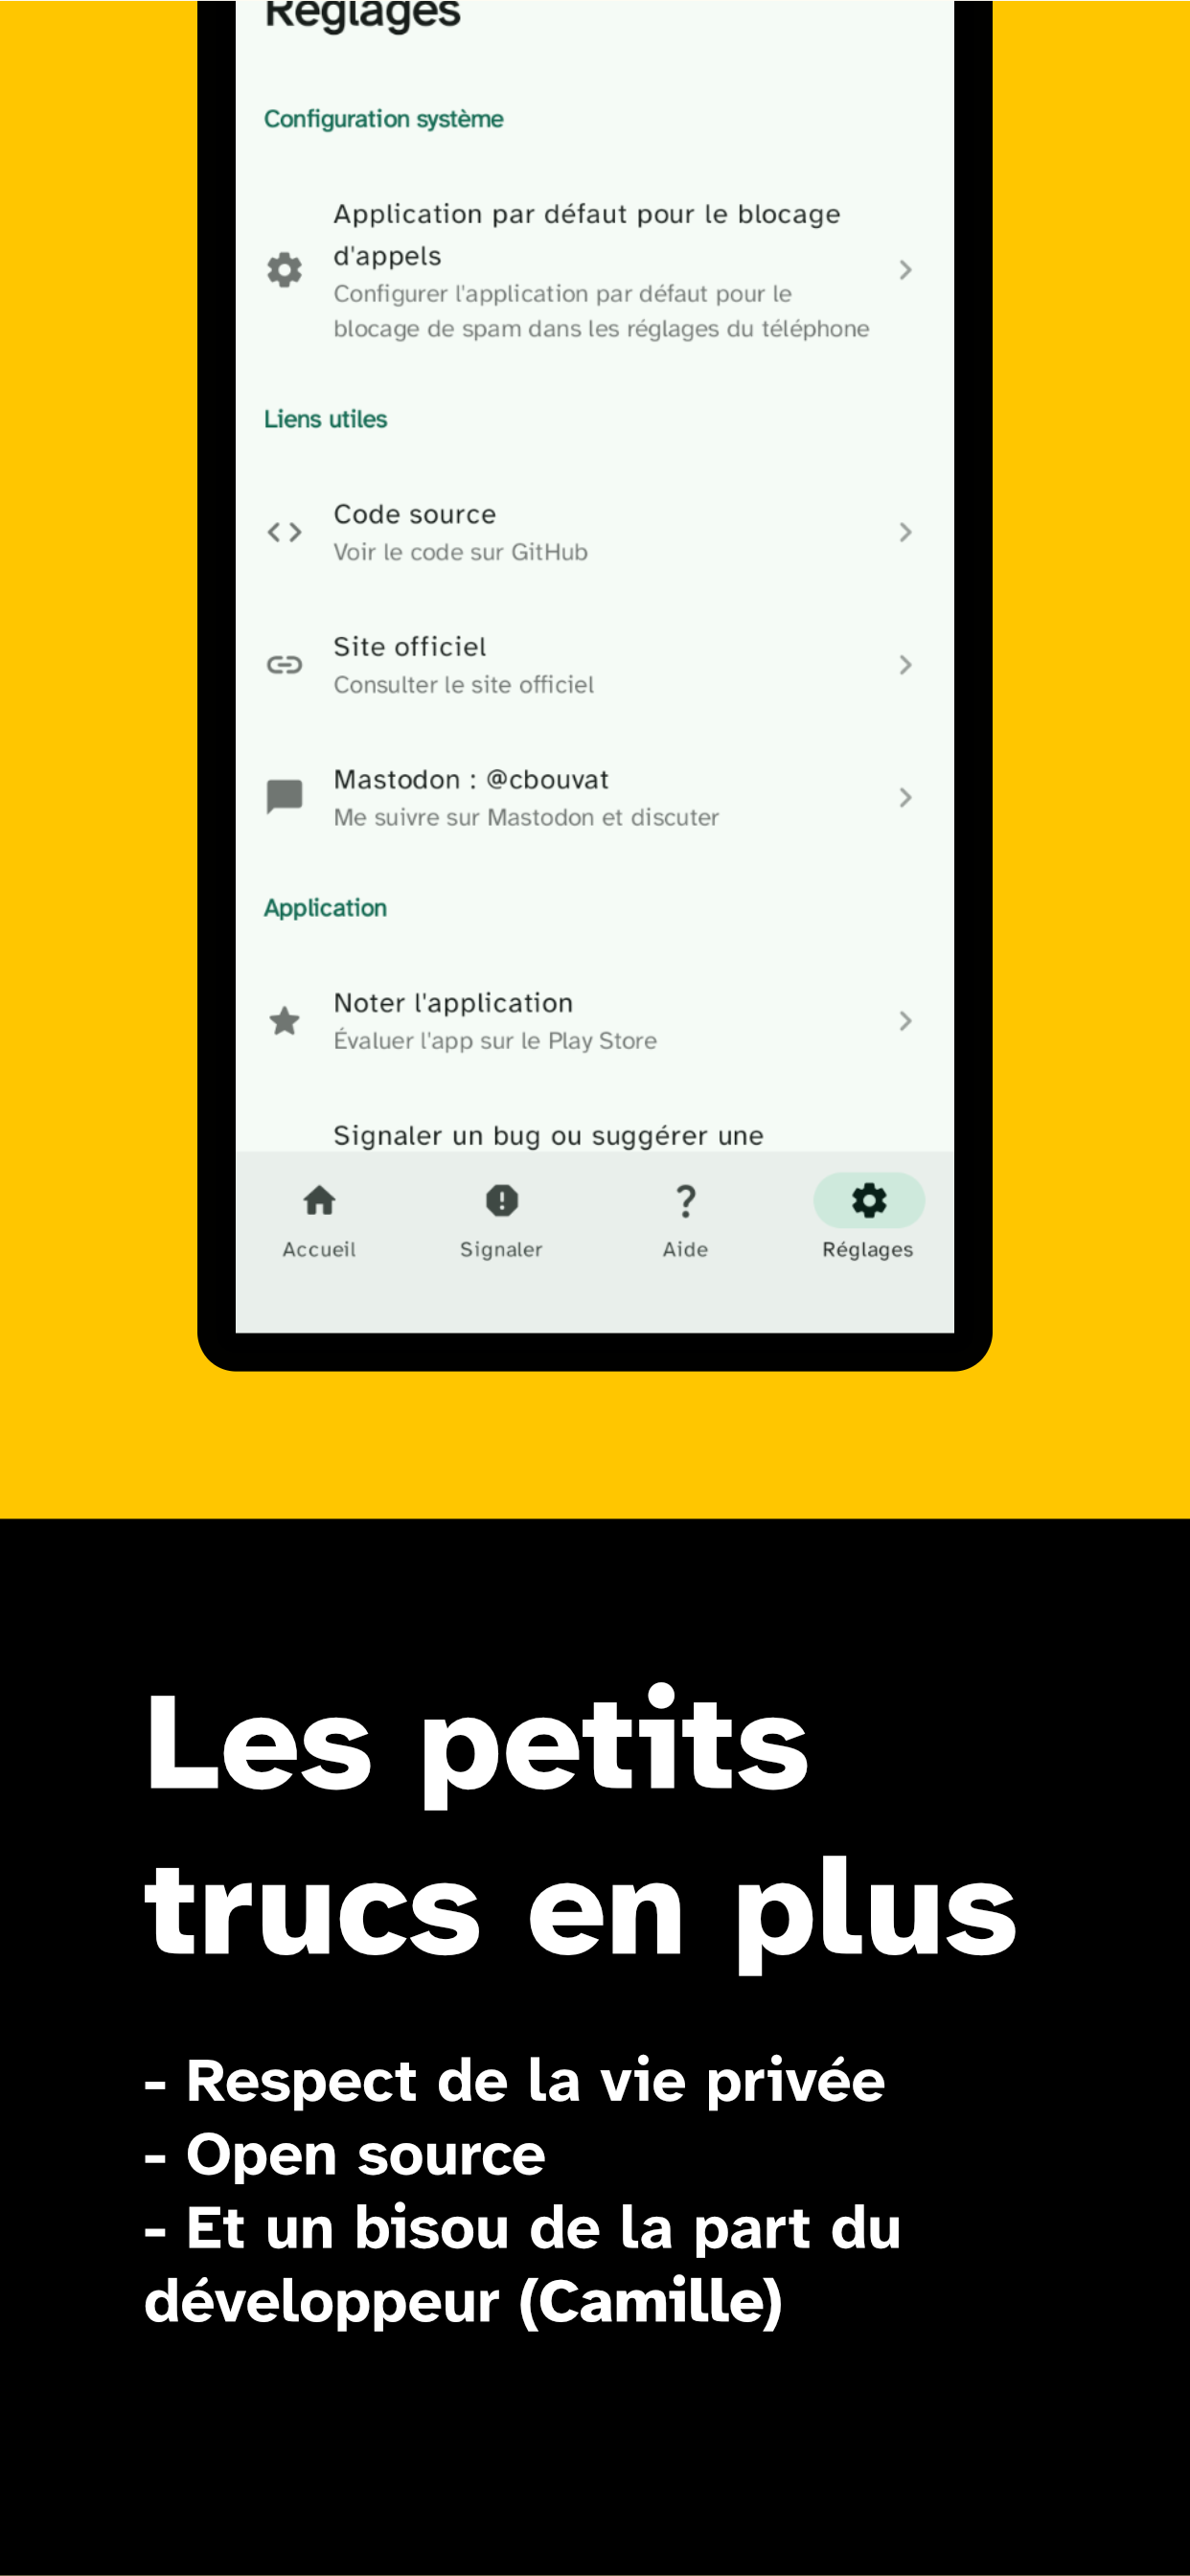 Réglages
Configuration système
Application par défaut pour le blocage
d'appels
Configurer l'application par défaut pour le
blocage de spam dans les réglages du téléphone
Liens utiles
Code source
Voir le code sur GitHub
Site officiel
Consulter le site officiel
Mastodon : @cbouvat
Me suivre sur Mastodon et discuter
Application
Noter l'application
Évaluer l'app sur le Play Store
Signaler un bug ou suggérer une
Accueil
Signaler
Aide
Réglages
Les petits
trucs en plus
- Respect de la vie privée
- Open source
- Et un bisou de la part du
développeur (Camille)